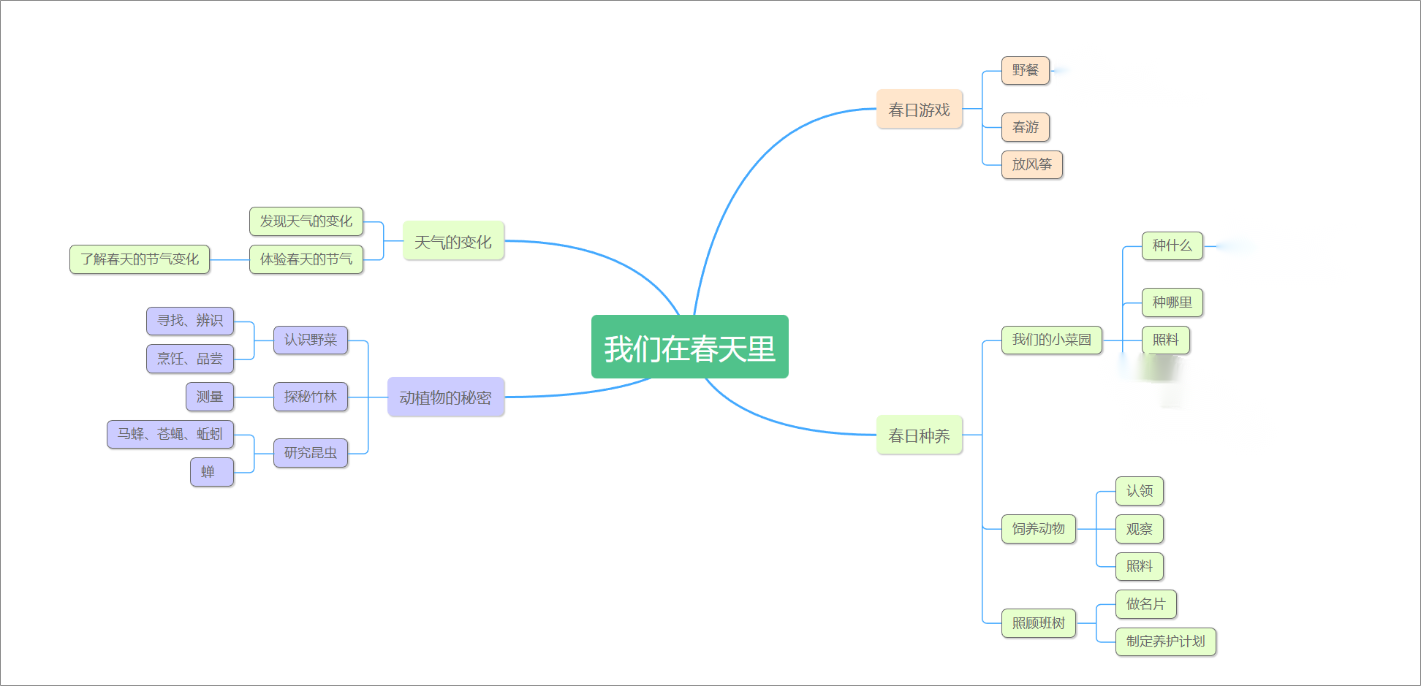 我们在春天里
春日游戏
野餐
春游
放风筝
春日种养
我们的小菜园
种什么
种哪里
照料
饲养动物
认领
观察
照料
照顾班树
做名片
制定养护计划
天气的变化
发现天气的变化
体验春天的节气
了解春天的节气变化
动植物的秘密
认识野菜
寻找、辨识
烹饪、品尝
探秘竹林
测量
研究昆虫
马蜂、苍蝇、蚯蚓
蝉